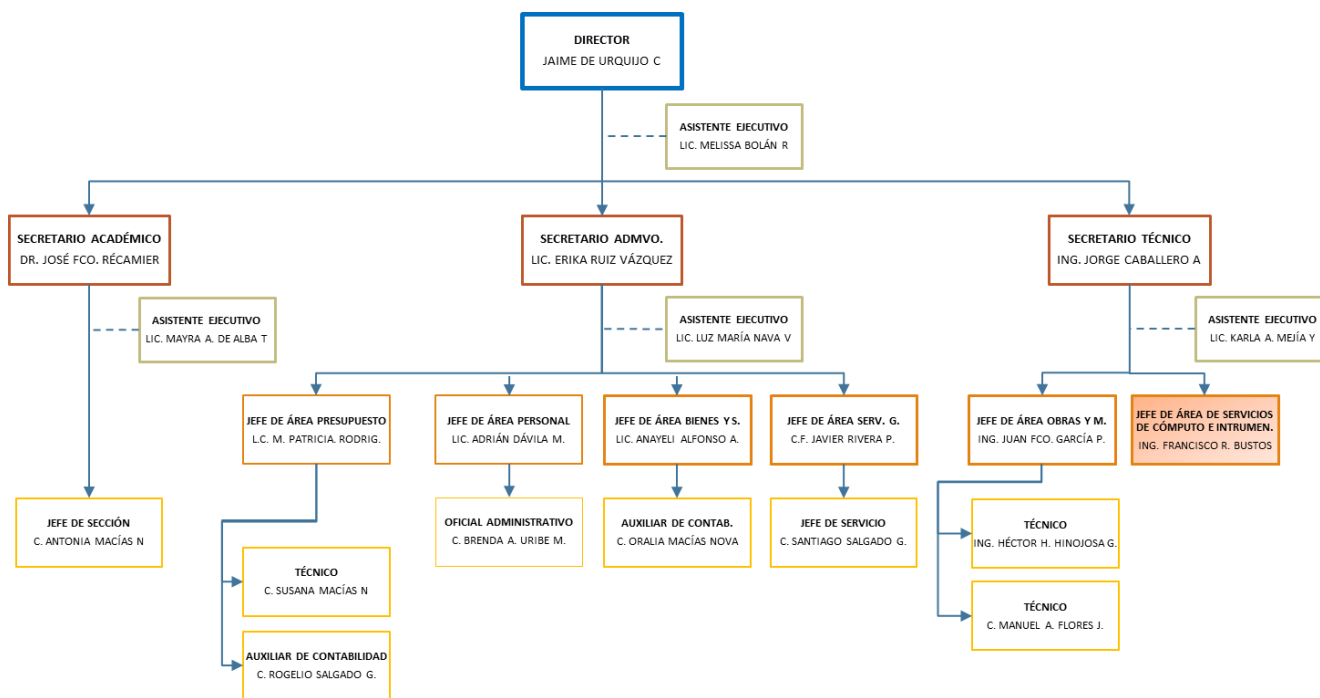 DIRECTOR
JAIME DE URQUIJO C
ASISTENTE EJECUTIVO
LIC. MELISSA BOLÁN R
SECRETARIO ACADÉMICO
DR. JOSÉ FCO. RÉCAMIER
SECRETARIO ADMVO.
LIC. ERIKA RUIZ VÁZQUEZ
SECRETARIO TÉCNICO
ING. JORGE CABALLERO A
ASISTENTE EJECUTIVO
LIC. MAYRA A. DE ALBA T
ASISTENTE EJECUTIVO
LIC. LUZ MARÍA NAVA V
ASISTENTE EJECUTIVO
LIC. KARLA A. MEJÍA Y
JEFE DE ÁREA PRESUPUESTO
L.C. M. PATRICIA. RODRIG.
JEFE DE ÁREA PERSONAL
LIC. ADRIÁN DÁVILA M.
JEFE DE ÁREA BIENES Y S.
LIC. ANAYELI ALFONSO A.
JEFE DE ÁREA SERV. G.
C.F. JAVIER RIVERA P.
JEFE DE ÁREA OBRAS Y M.
ING. JUAN FCO. GARCÍA P.
JEFE DE ÁREA DE SERVICIOS
DE CÓMPUTO E INTRUMEN.
ING. FRANCISCO R. BUSTOS
JEFE DE SECCIÓN
C. ANTONIA MACÍAS N
OFICIAL ADMINISTRATIVO
C. BRENDA A. URIBE M.
AUXILIAR DE CONTAB.
C. ORALIA MACÍAS NOVA
JEFE DE SERVICIO
C. SANTIAGO SALGADO G.
TÉCNICO
ING. HÉCTOR H. HINOJOSA G.
TÉCNICO
C. SUSANA MACÍAS N
TÉCNICO
C. MANUEL A. FLORES J.
AUXILIAR DE CONTABILIDAD
C. ROGELIO SALGADO G.